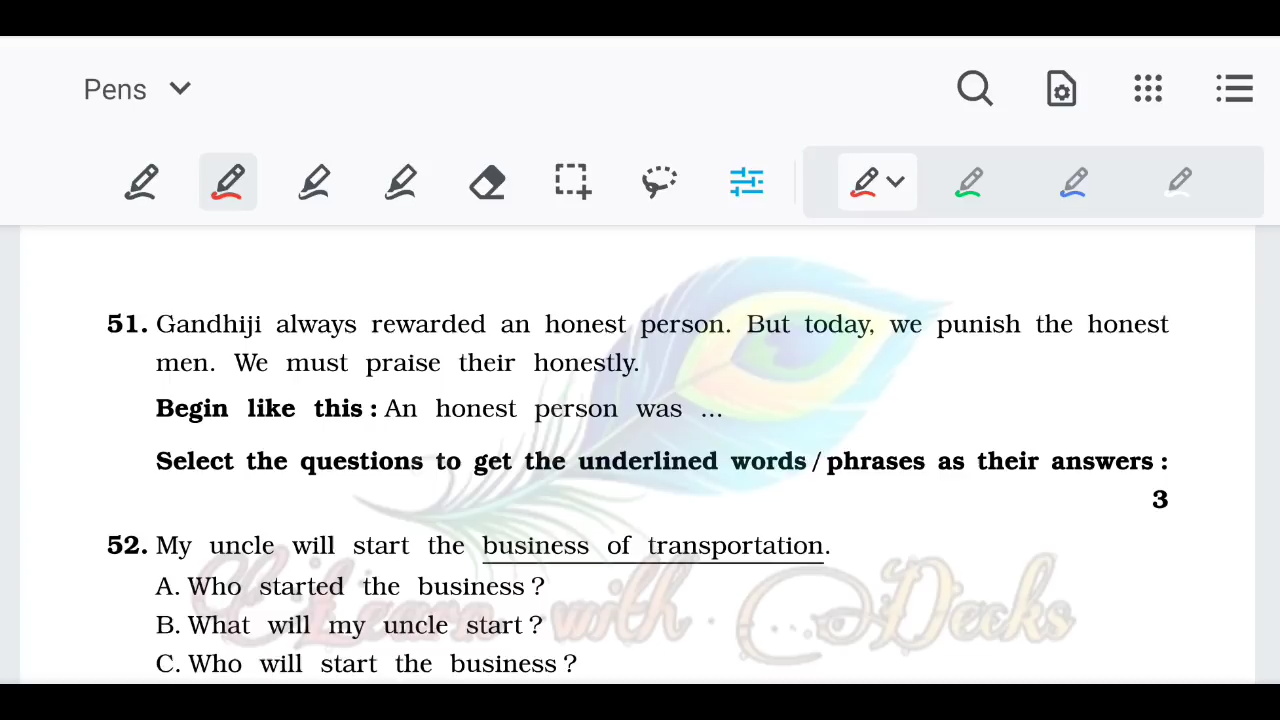 Pens
51. Gandhiji always rewarded an honest person. But today, we punish the honest
men. We must praise their honestly.
Begin like this : An honest person was ...
Select the questions to get the underlined words / phrases as their answers :
3
52. My uncle will start the business of transportation.
A. Who started the business ?
B. What will my uncle start ?
C. Who will start the business ?
Learn with Decks